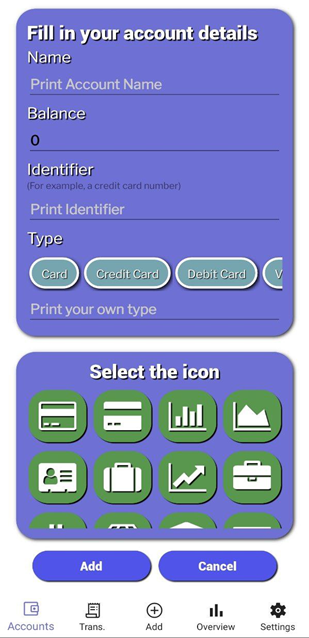 Fill in your account details
Name
Print Account Name
Balance
0
Identifier
(For example, a credit card number)
Print Identifier
Type
Card Credit Card Debit Card V
Print your own type
Select the icon
Add Cancel
Accounts Trans. Add Overview Settings